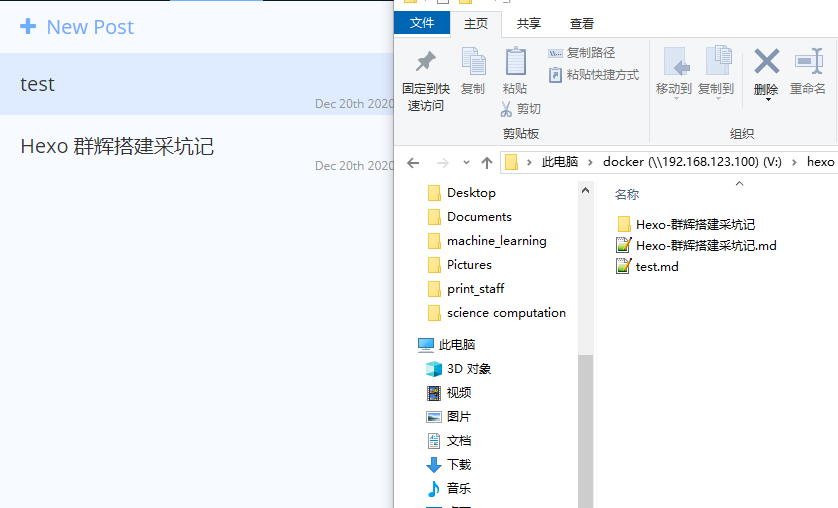 New Post
test
Dec 20th 2020
Hexo 群辉搭建采坑记
Dec 20th 2020
文件 主页 共享 查看
固定到快速访问
复制
粘贴
复制路径
粘贴快捷方式
剪切
剪贴板
移动到
复制到
删除
重命名
组织
此电脑 docker (\\192.168.123.100) (V:) hexo
Desktop
Documents
machine_learning
Pictures
print_staff
science computation
此电脑
3D 对象
视频
图片
文档
下载
音乐
名称
Hexo-群辉搭建采坑记
Hexo-群辉搭建采坑记.md
test.md